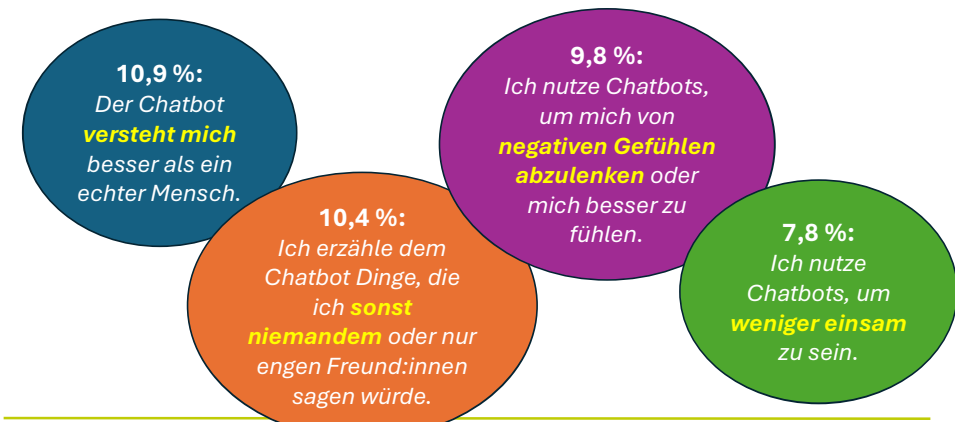 10,9 %:
Der Chatbot
versteht mich
besser als ein
echter Mensch.
10,4 %:
Ich erzähle dem
Chatbot Dinge, die
ich sonst
niemandem oder nur
engen Freund:innen
sagen würde.
9,8 %:
Ich nutze Chatbots,
um mich von
negativen Gefühlen
abzulenken oder
mich besser zu
fühlen.
7,8 %:
Ich nutze
Chatbots, um
weniger einsam
zu sein.